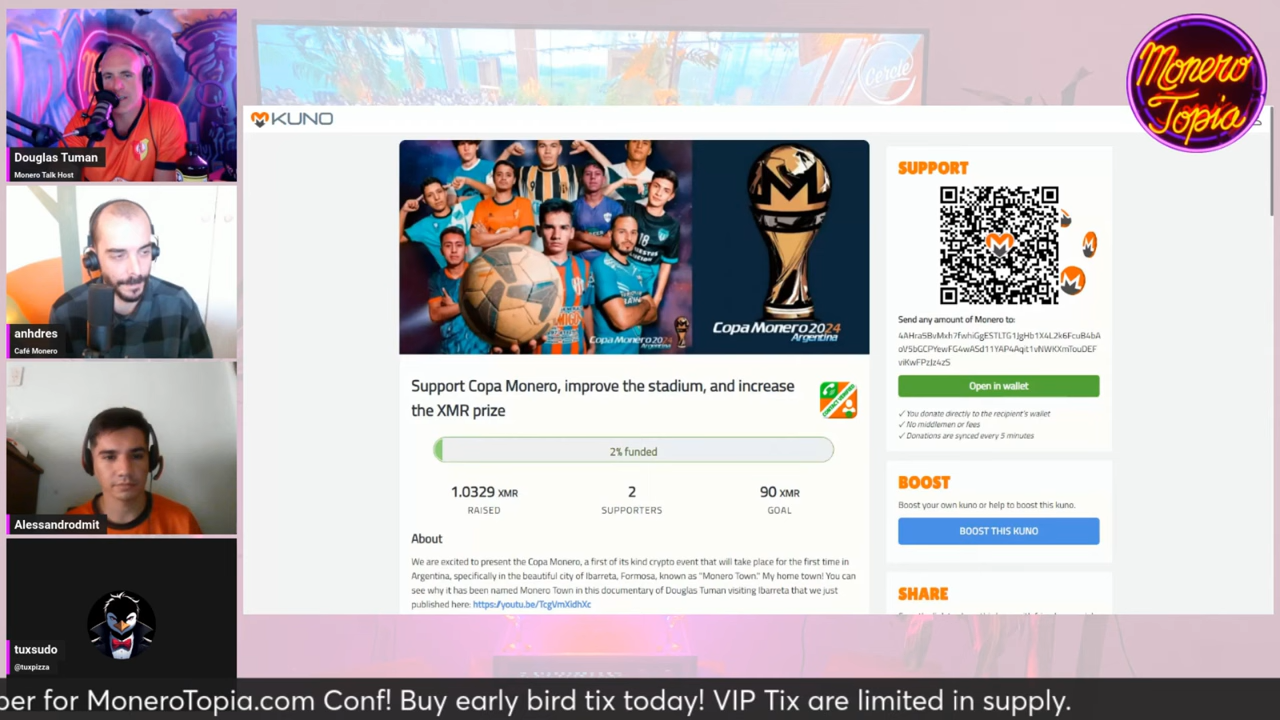 Douglas Tuman
Monero Talk Host
anhdres
Café Monero
Alessandrodmit
tuxsudo
@tuxpizza
Cercle
Monero
Topia
KUNO
18
Copa Monero 2024
Copa Monero 2024
Argentina
Support Copa Monero, improve the stadium, and increase
the XMR prize
CONTACT VERIFIED
2% funded
1.0329 XMR
RAISED
2
SUPPORTERS
90 XMR
GOAL
About
We are excited to present the Copa Monero, a first of its kind crypto event that will take place for the first time in
Argentina, specifically in the beautiful city of Ibarreta, Formosa, known as "Monero Town." My home town! You can
see why it has been named Monero Town in this documentary of Douglas Tuman visiting Ibarreta that we just
published here: https://youtu.be/TcgVmXidhXc
SUPPORT
Send any amount of Monero to:
Open in wallet
✓ You donate directly to the recipient's wallet
✓ No middlemen or fees
✓ Donations are synced every 5 minutes
BOOST
Boost your own kuno or help to boost this kuno.
BOOST THIS KUNO
SHARE
ber for MoneroTopia.com Conf! Buy early bird tix today! VIP Tix are limited in supply.